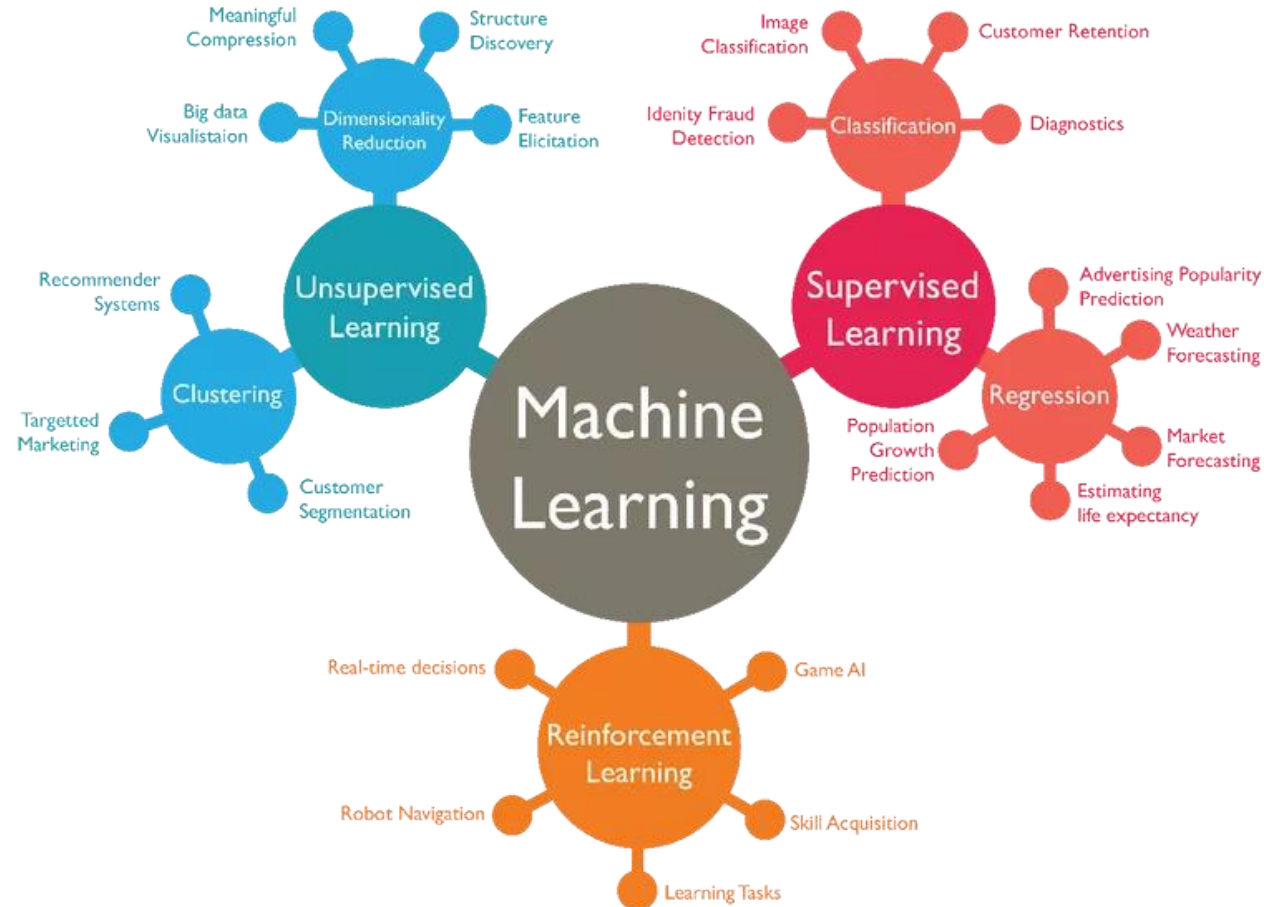 Meaningful
Compression
Structure
Discovery
Big data
Visualistaion
Dimensionality
Reduction
Feature
Elicitation
Image
Classification
Customer Retention
Idenity Fraud
Detection
Classification
Diagnostics
Recommender
Systems
Unsupervised
Learning
Clustering
Targetted
Marketing
Customer
Segmentation
Machine
Learning
Supervised
Learning
Advertising Popularity
Prediction
Weather
Forecasting
Regression
Population
Growth
Prediction
Market
Forecasting
Estimating
life expectancy
Real-time decisions
Game AI
Reinforcement
Learning
Robot Navigation
Skill Acquisition
Learning Tasks